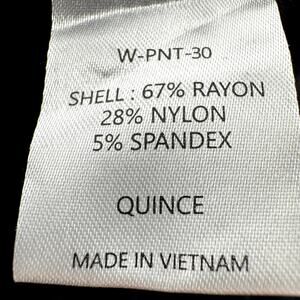 W-PNT-30
SHELL : 67% RAYON
28% NYLON
5% SPANDEX
QUINCE
MADE IN VIETNAM